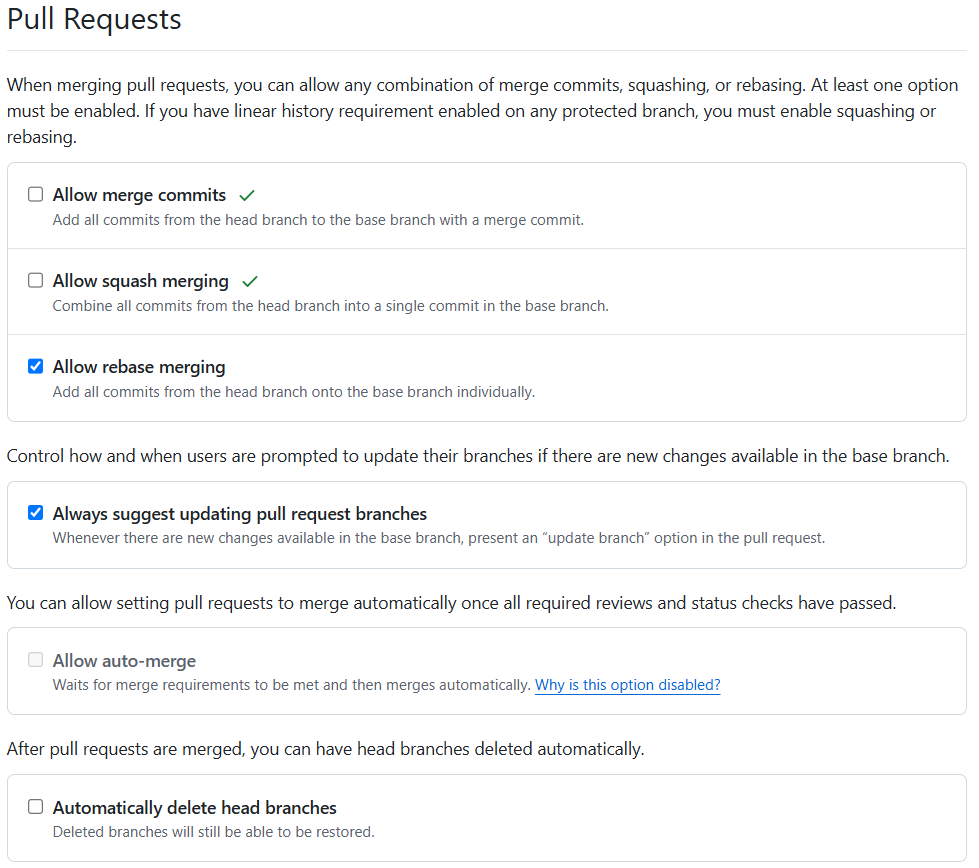 Pull Requests
When merging pull requests, you can allow any combination of merge commits, squashing, or rebasing. At least one option
must be enabled. If you have linear history requirement enabled on any protected branch, you must enable squashing or
rebasing.
Allow merge commits
Add all commits from the head branch to the base branch with a merge commit.
Allow squash merging
Combine all commits from the head branch into a single commit in the base branch.
Allow rebase merging
Add all commits from the head branch onto the base branch individually.
Control how and when users are prompted to update their branches if there are new changes available in the base branch.
Always suggest updating pull request branches
Whenever there are new changes available in the base branch, present an “update branch” option in the pull request.
You can allow setting pull requests to merge automatically once all required reviews and status checks have passed.
Allow auto-merge
Waits for merge requirements to be met and then merges automatically. Why is this option disabled?
After pull requests are merged, you can have head branches deleted automatically.
Automatically delete head branches
Deleted branches will still be able to be restored.